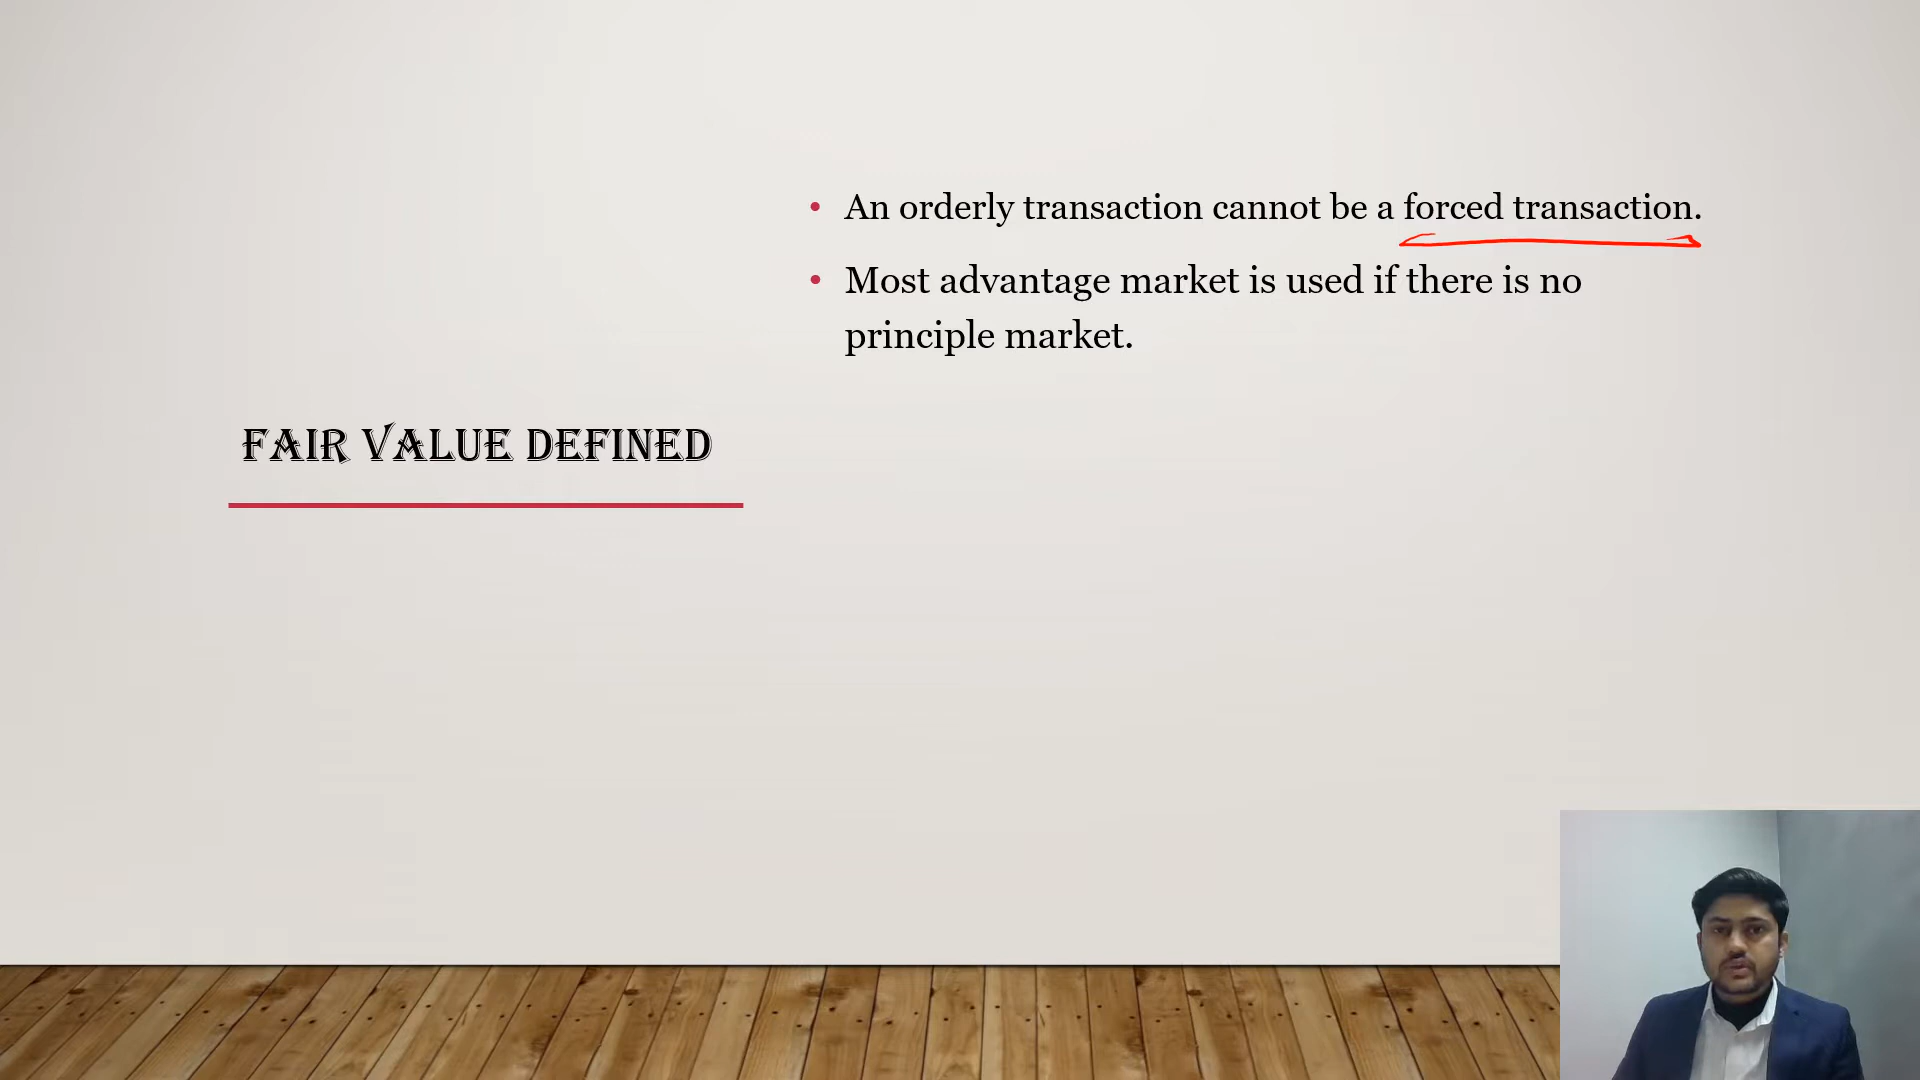 An orderly transaction cannot be a forced transaction.
Most advantage market is used if there is no
principle market.
FAIR VALUE DEFINED